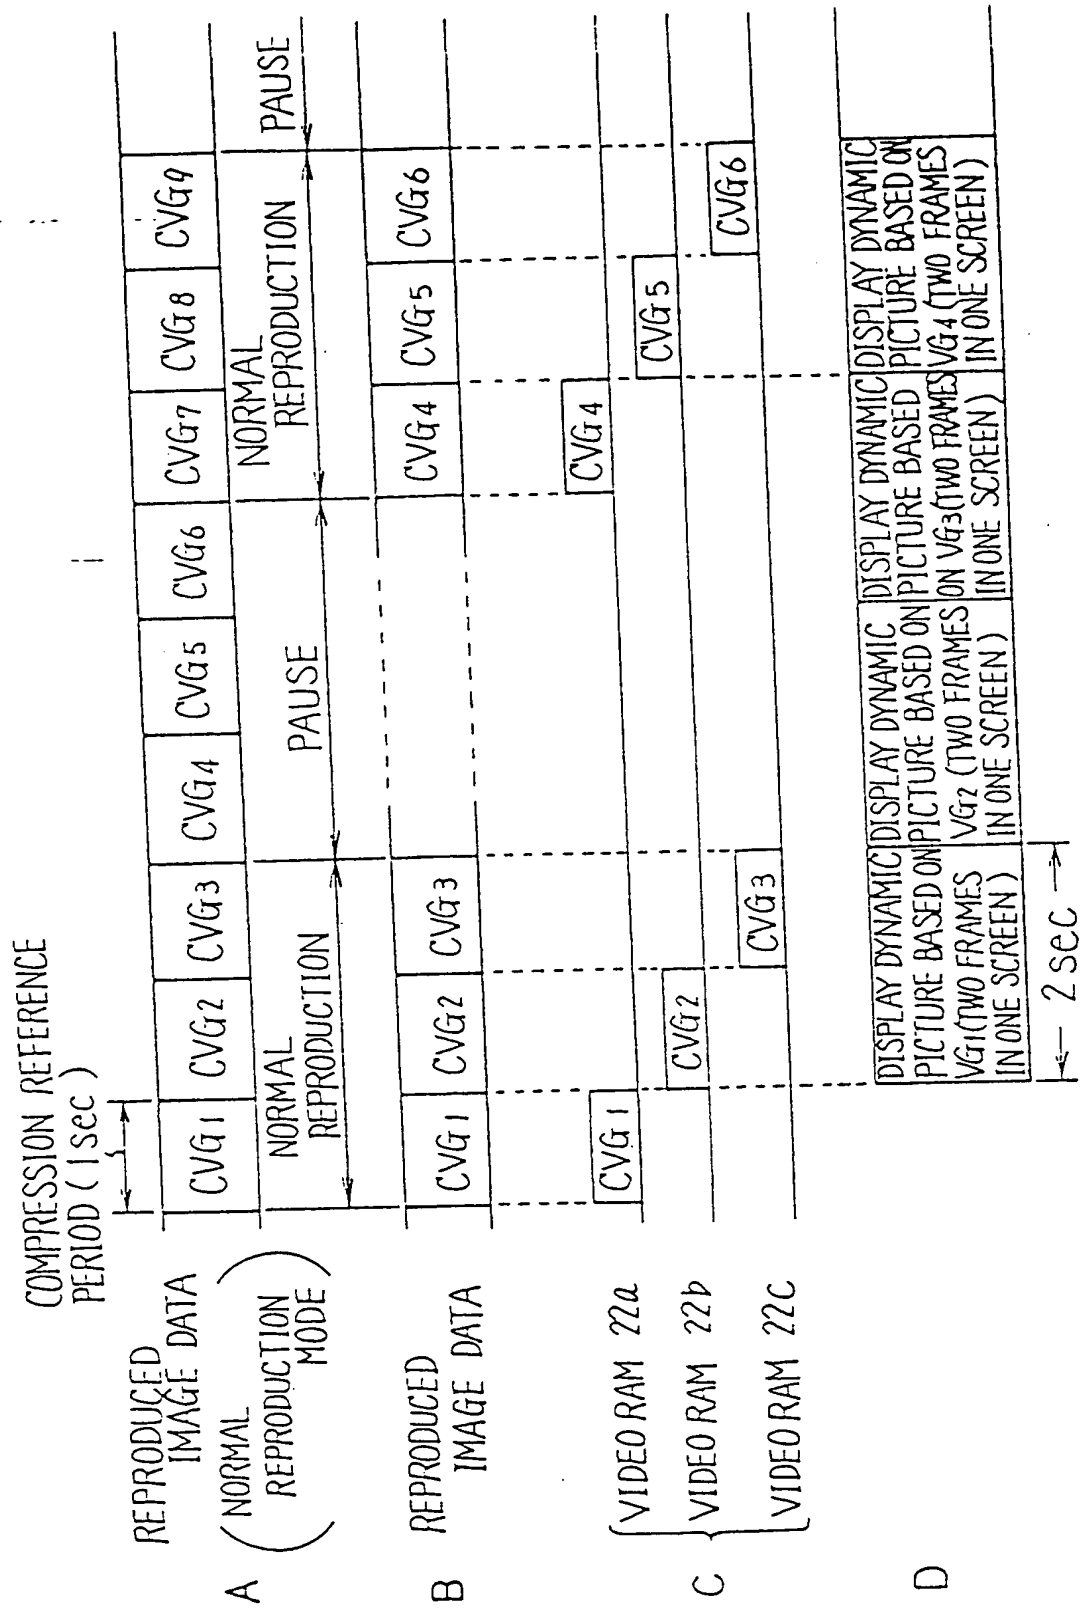 COMPRESSION REFERENCE
PERIOD (1sec)
REPRODUCED
IMAGE DATA
CVG1 CVG2 CVG3 CVG4 CVG5 CVG6 CVG7 CVG8 CVG9
A
(NORMAL
REPRODUCTION
MODE)
NORMAL
REPRODUCTION
PAUSE
NORMAL
REPRODUCTION
PAUSE
B
REPRODUCED
IMAGE DATA
CVG1 CVG2 CVG3 CVG4 CVG5 CVG6
C
VIDEO RAM 22a
CVG1 CVG4
VIDEO RAM 22b
CVG2 CVG5
VIDEO RAM 22C
CVG3 CVG6
D
DISPLAY DYNAMIC
PICTURE BASED ON
VG1(TWO FRAMES
IN ONE SCREEN)
DISPLAY DYNAMIC
PICTURE BASED ON
VG2 (TWO FRAMES
IN ONE SCREEN)
DISPLAY DYNAMIC
PICTURE BASED
ON VG3(TWO FRAMES
IN ONE SCREEN)
DISPLAY DYNAMIC
PICTURE BASED ON
VG4 (TWO FRAMES
IN ONE SCREEN)
2 sec